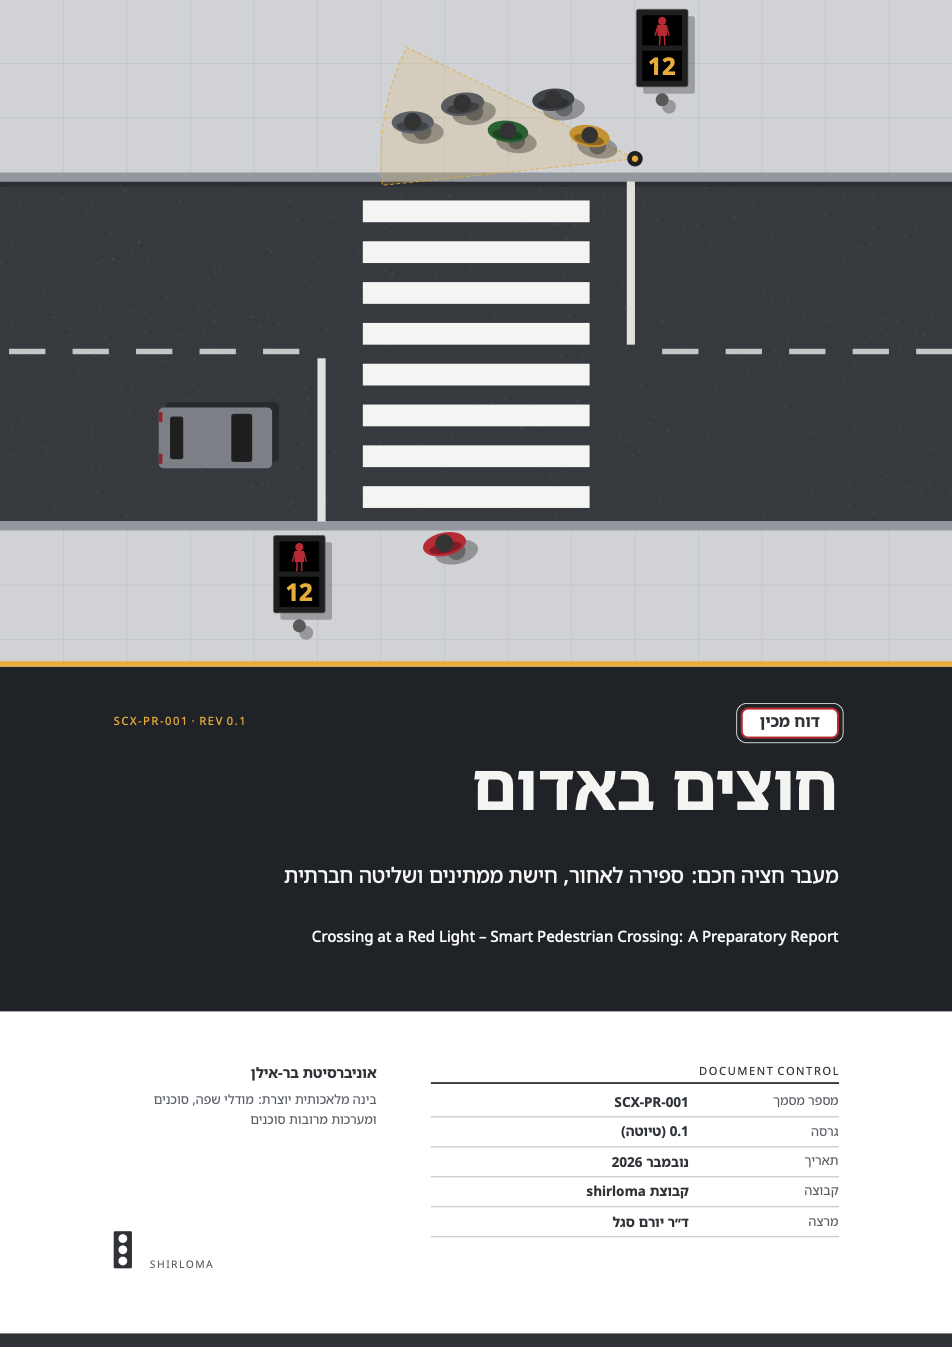 12
12
SCX-PR-001 · REV 0.1
דוח מכין
חוצים באדום
מעבר חציה חכם: ספירה לאחור, חישת ממתינים ושליטה חברתית
Crossing at a Red Light – Smart Pedestrian Crossing: A Preparatory Report
DOCUMENT CONTROL
מספר מסמך SCX-PR-001
גרסה 0.1 (טיוטה)
תאריך נובמבר 2026
קבוצה קבוצת shirloma
מרצה ד״ר יורם סגל
אוניברסיטת בר-אילן
בינה מלאכותית יוצרת: מודלי שפה, סוכנים
ומערכות מרובות סוכנים
SHIRLOMA